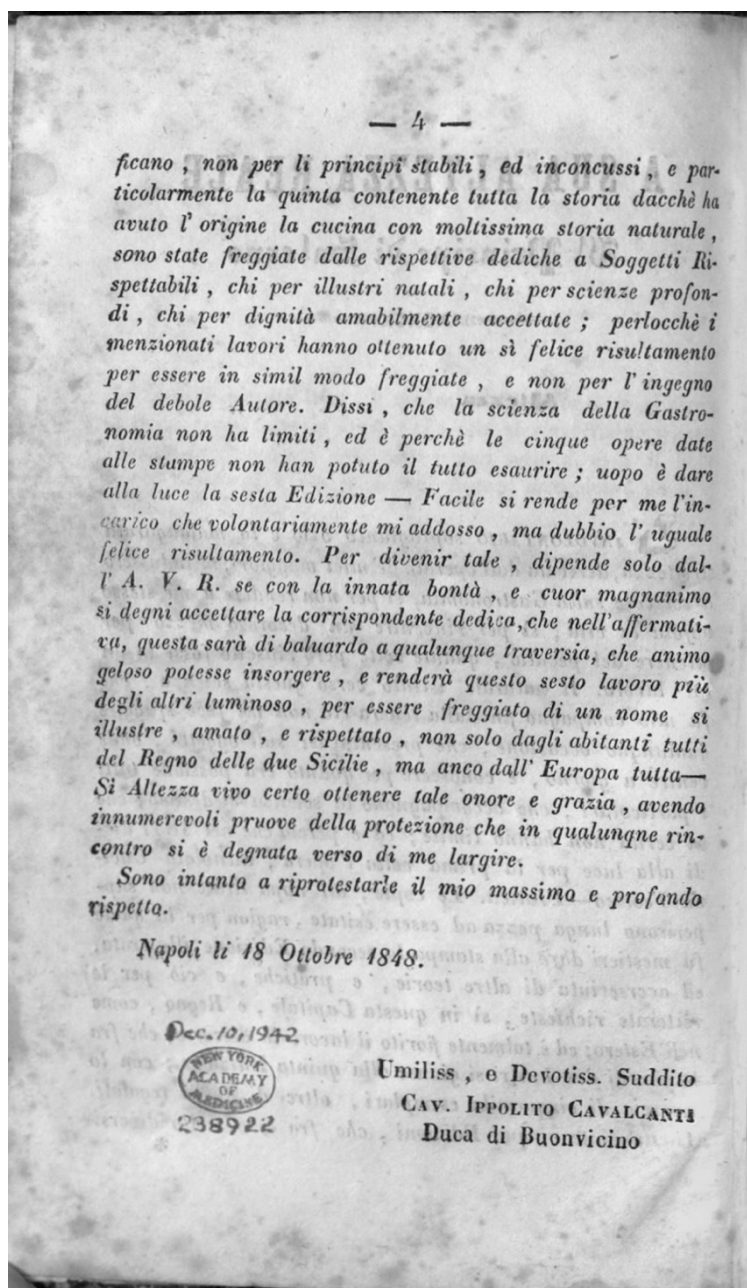 — 4 —
ficano , non per li principî stabili , ed inconcussi , e par-
ticolarmente la quinta contenente tutta la storia dacchè ha
avuto l' origine la cucina con moltissima storia naturale ,
sono state freggiate dalle rispettive dediche a Soggetti Ri-
spettabili , chi per illustri natali , chi per scienze profon-
di , chi per dignità amabilmente accettate ; perlocchè i
menzionati lavori hanno ottenuto un sì felice risultamento
per essere in simil modo freggiate , e non per l' ingegno
del debole Autore. Dissi , che la scienza della Gastro-
nomia non ha limiti , ed è perchè le cinque opere date
alle stampe non han potuto il tutto esaurire ; uopo è dare
alla luce la sesta Edizione — Facile si rende per me l'in-
carico che volontariamente mi addosso , ma dubbio l' uguale
felice risultamento. Per divenir tale , dipende solo dal-
l' A. V. R. se con la innata bontà , e cuor magnanimo
si degni accettare la corrispondente dedica, che nell'affermati-
va, questa sarà di baluardo a qualunque traversia, che animo
geloso potesse insorgere , e renderà questo sesto lavoro più
degli altri luminoso , per essere freggiato di un nome si
illustre , amato , e rispettato , non solo dagli abitanti tutti
del Regno delle due Sicilie , ma anco dall' Europa tutta—
Sì Altezza vivo certo ottenere tale onore e grazia , avendo
innumerevoli pruove della protezione che in qualunqne rin-
contro si è degnata verso di me largire.
Sono intanto a riprotestarle il mio massimo e profondo
rispetto.
Napoli li 18 Ottobre 1848.
Dec. 10, 1942
NEW YORK
ACADEMY
OF
MEDICINE
238922
Umiliss , e Devotiss. Suddito
CAV. IPPOLITO CAVALCANTI
Duca di Buonvicino